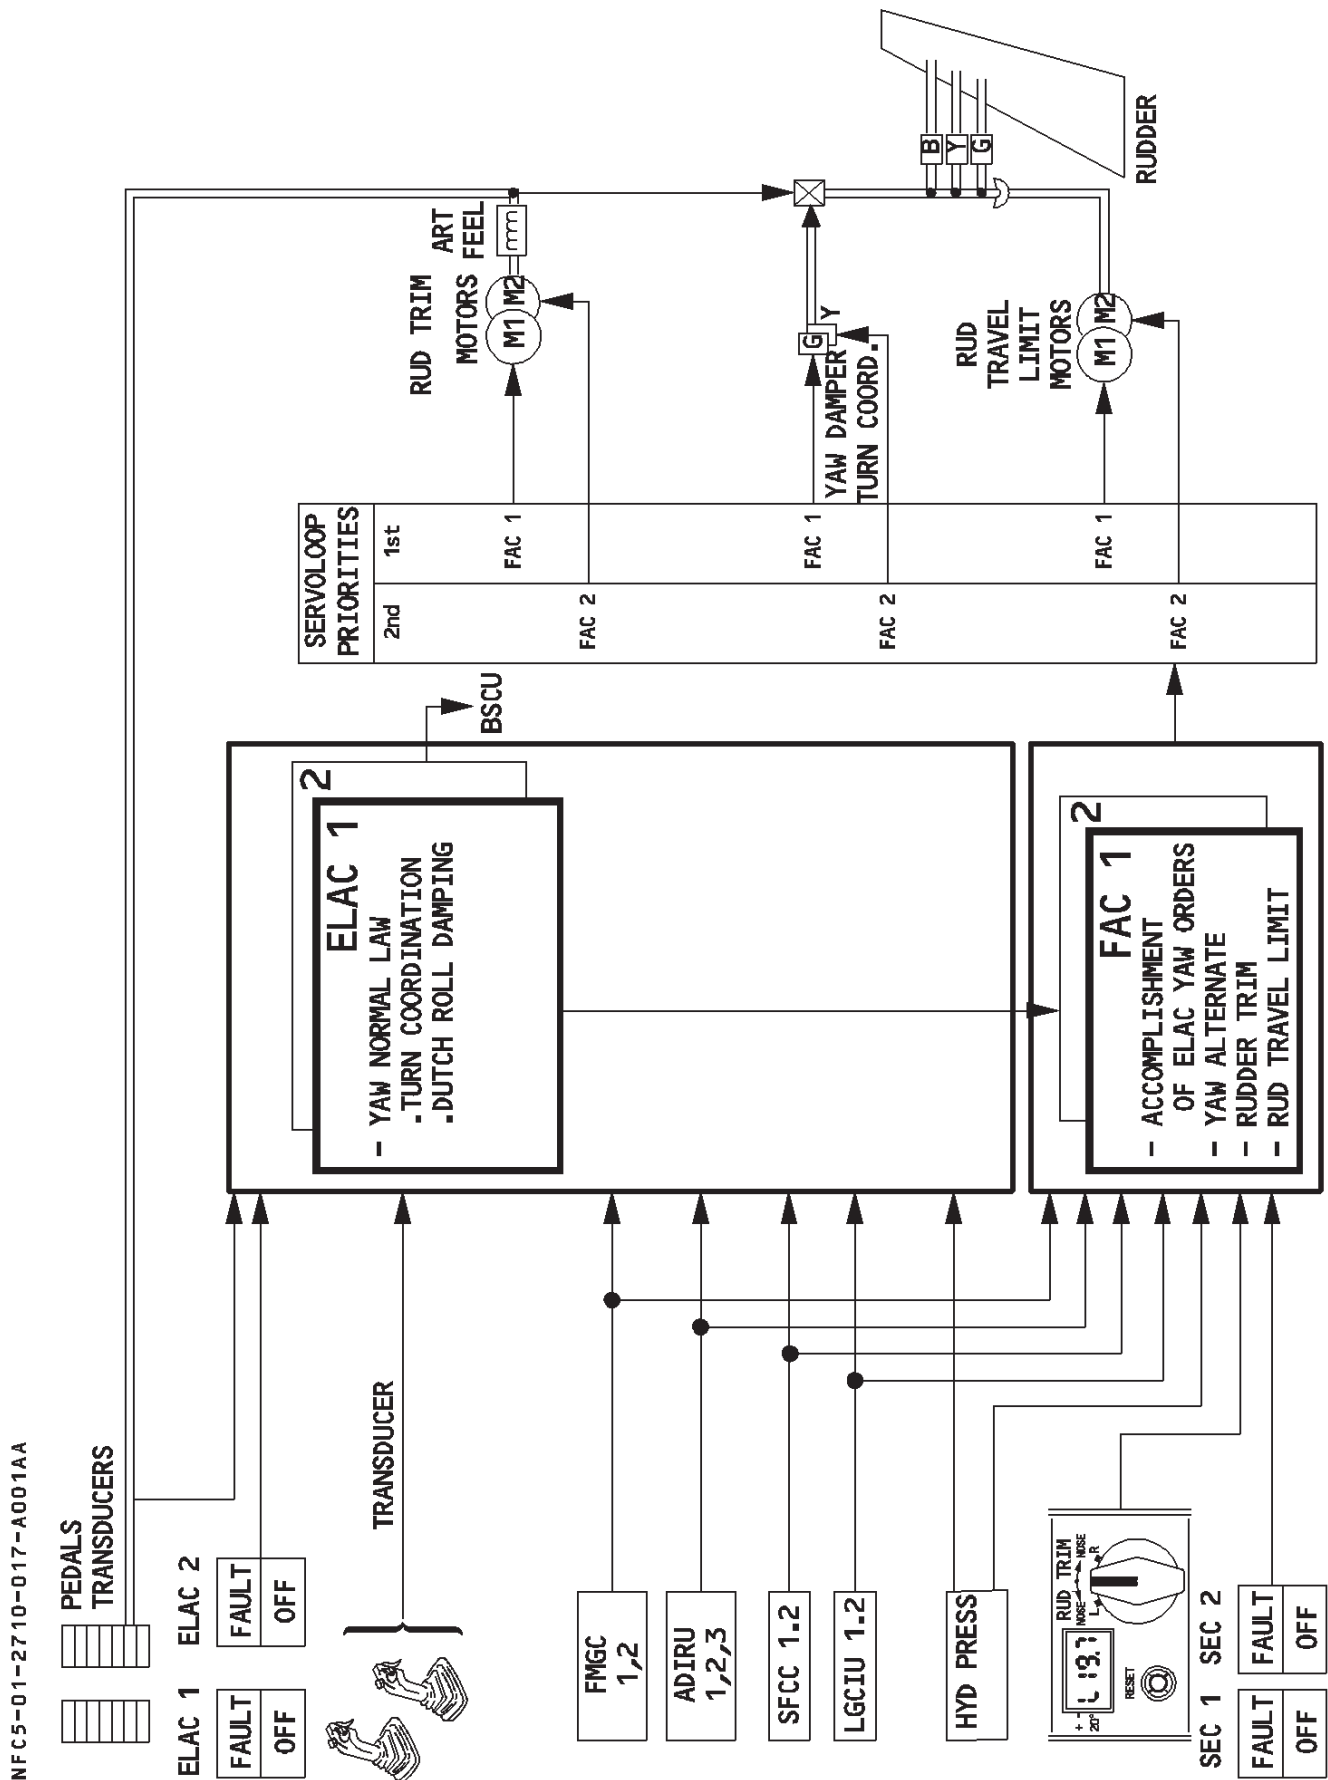 NFC5-01-2710-017-A001AA
PEDALS
TRANSDUCERS
ELAC 1
FAULT
OFF
ELAC 2
FAULT
OFF
TRANSDUCER
FMGC
1,2
ADIRU
1,2,3
SFCC 1.2
LGCIU 1.2
HYD PRESS
RUD TRIM
NOSE
NOSE
L
R
RESET
+
20°
L 19.7
SEC 1
FAULT
OFF
SEC 2
FAULT
OFF
ELAC 1
2
- YAW NORMAL LAW
.TURN COORDINATION
.DUTCH ROLL DAMPING
BSCU
FAC 1
2
- ACCOMPLISHMENT
OF ELAC YAW ORDERS
- YAW ALTERNATE
- RUDDER TRIM
- RUD TRAVEL LIMIT
SERVOLOOP
PRIORITIES
2nd
1st
FAC 1
FAC 2
FAC 1
FAC 2
FAC 1
FAC 2
RUD TRIM
MOTORS
M1 M2
ART
FEEL
G
Y
YAW DAMPER
TURN COORD.
RUD
TRAVEL
LIMIT
MOTORS
M1 M2
B
Y
G
RUDDER